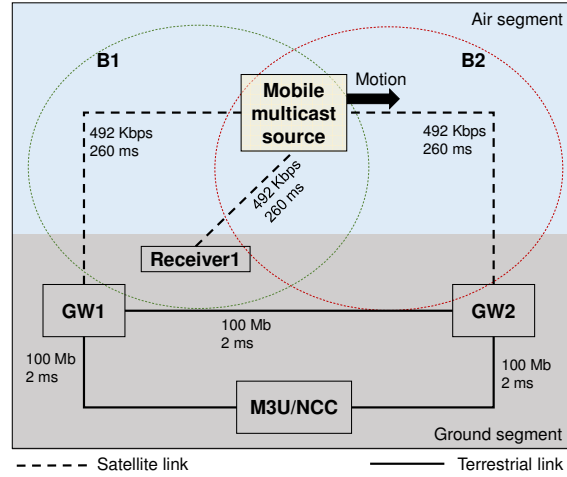 Air segment
B1
B2
Mobile
multicast
source
Motion
492 Kbps
260 ms
492 Kbps
260 ms
492 Kbps
260 ms
Receiver1
GW1
GW2
100 Mb
2 ms
100 Mb
2 ms
100 Mb
2 ms
M3U/NCC
Ground segment
Satellite link
Terrestrial link